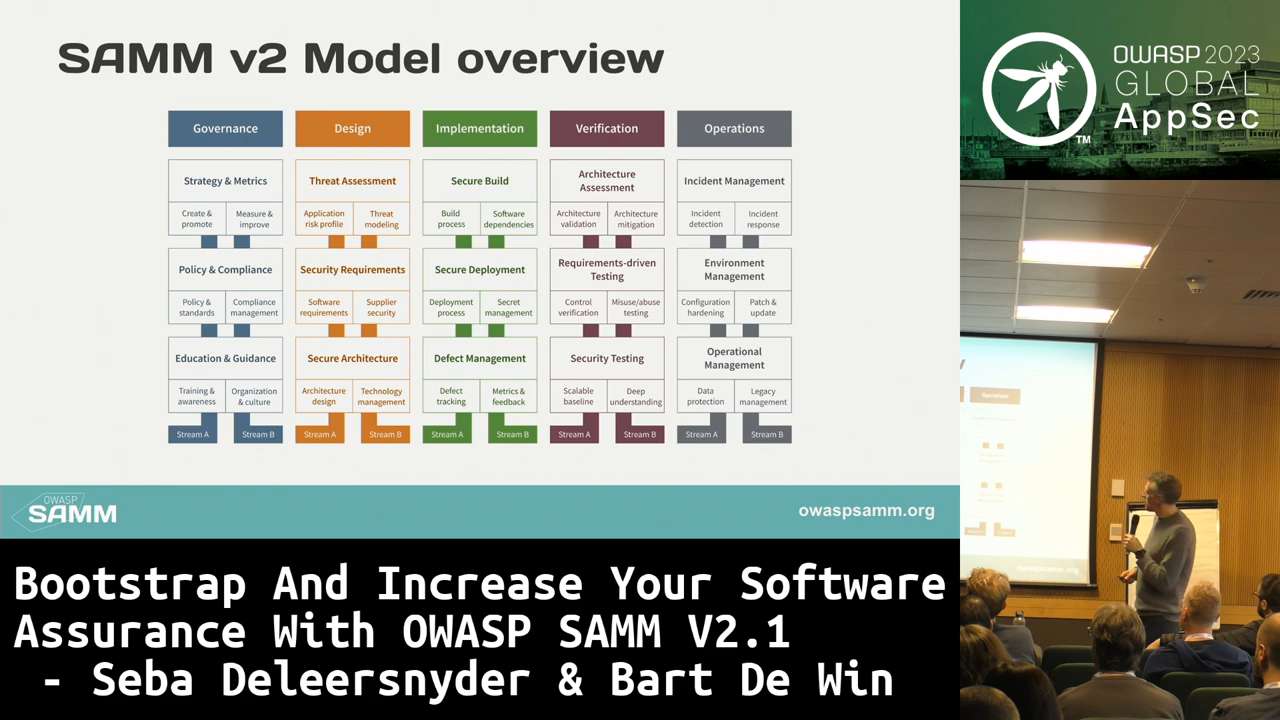 SAMM v2 Model overview
Governance
Design
Implementation
Verification
Operations
Strategy & Metrics
Threat Assessment
Secure Build
Architecture
Assessment
Incident Management
Create &
promote
Measure &
improve
Application
risk profile
Threat
modeling
Build
process
Software
dependencies
Architecture
validation
Architecture
mitigation
Incident
detection
Incident
response
Policy & Compliance
Security Requirements
Secure Deployment
Requirements-driven
Testing
Environment
Management
Policy &
standards
Compliance
management
Software
requirements
Supplier
security
Deployment
process
Secret
management
Control
verification
Misuse/abuse
testing
Configuration
hardening
Patch &
update
Education & Guidance
Secure Architecture
Defect Management
Security Testing
Operational
Management
Training &
awareness
Organization
& culture
Architecture
design
Technology
management
Defect
tracking
Metrics &
feedback
Scalable
baseline
Deep
understanding
Data
protection
Legacy
management
Stream A
Stream B
Stream A
Stream B
Stream A
Stream B
Stream A
Stream B
Stream A
Stream B
OWASP
SAMM
owaspsamm.org
OWASP 2023
GLOBAL
AppSec
TM
Operations
owaspsamm.org
Bootstrap And Increase Your Software
Assurance With OWASP SAMM V2.1
- Seba Deleersnyder & Bart De Win